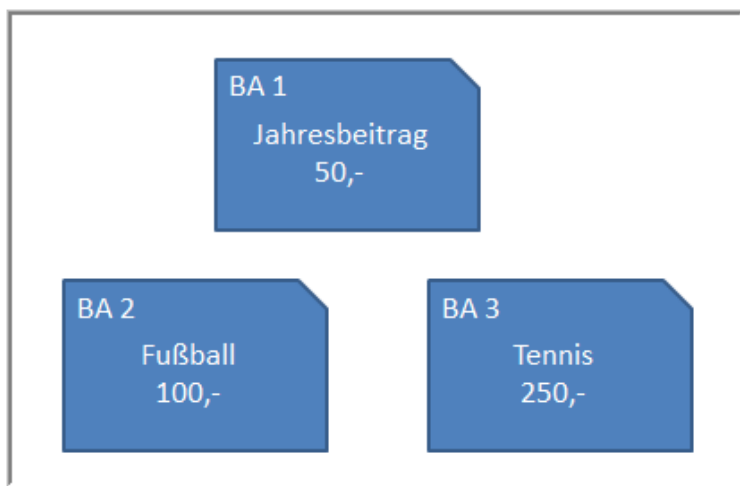 BA 1
Jahresbeitrag
50,-
BA 2
Fußball
100,-
BA 3
Tennis
250,-